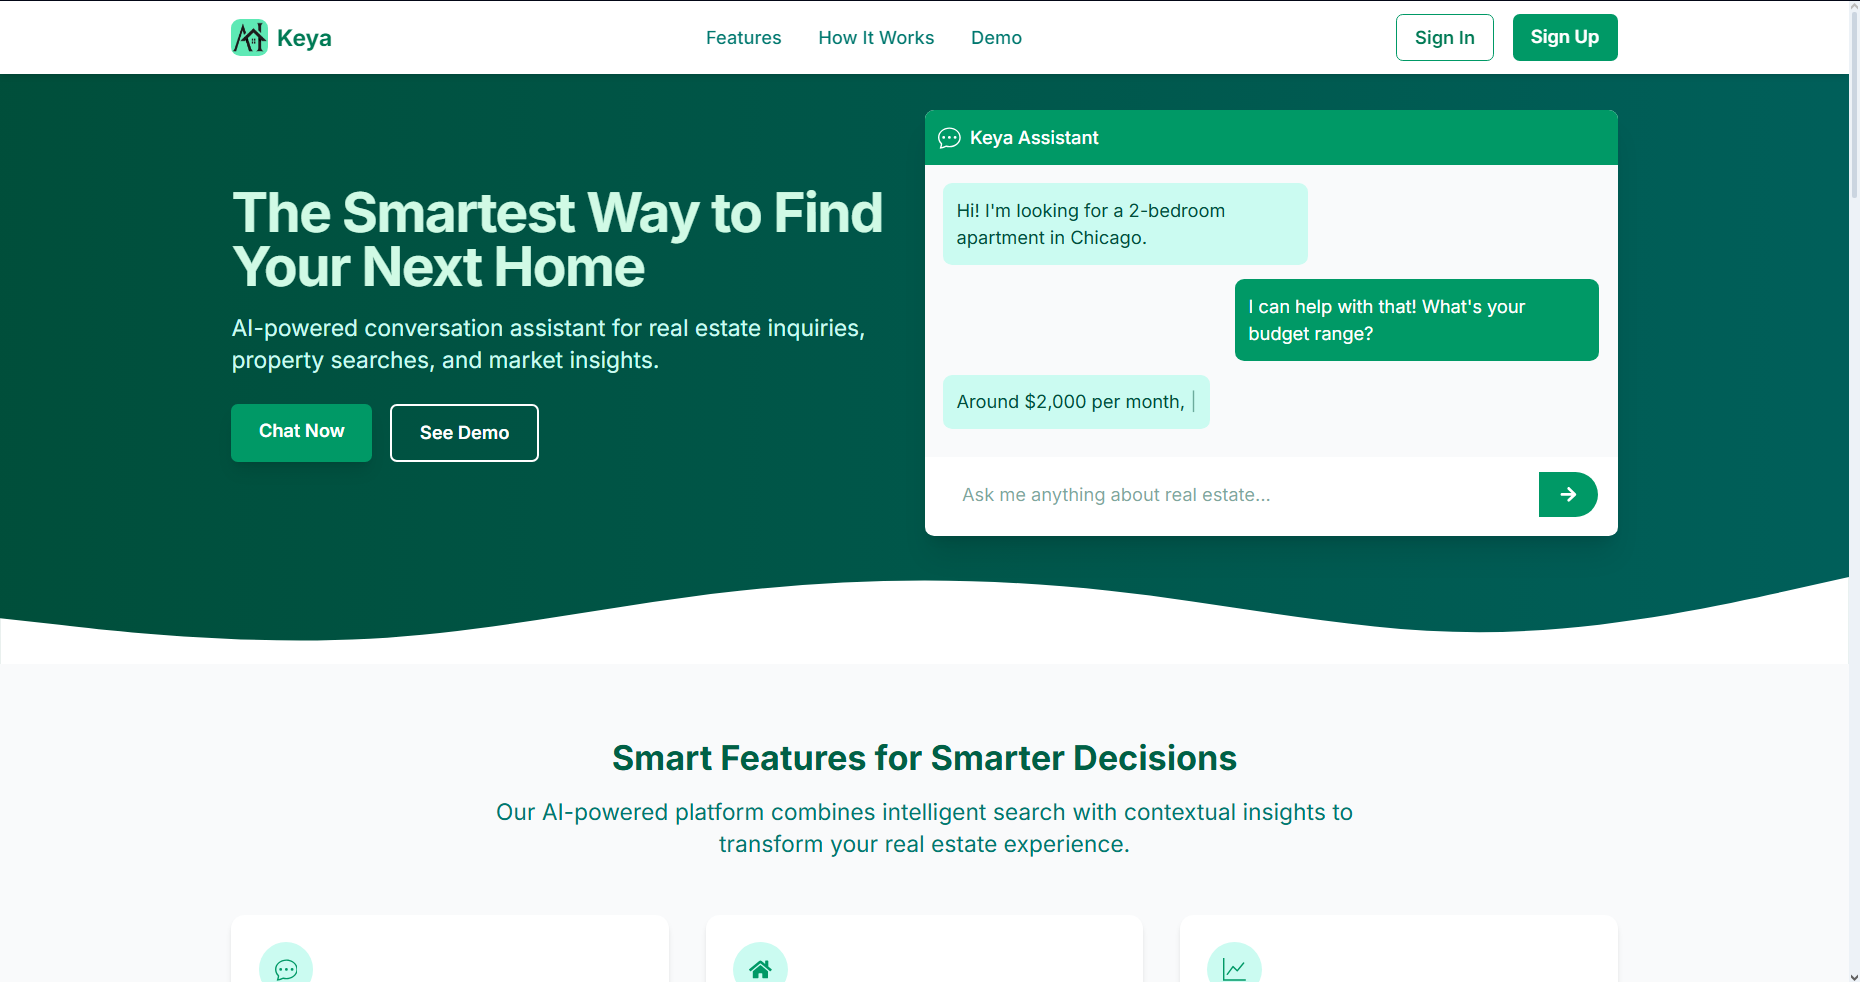 Keya
Features
How It Works
Demo
Sign In
Sign Up
The Smartest Way to Find
Your Next Home
AI-powered conversation assistant for real estate inquiries,
property searches, and market insights.
Chat Now
See Demo
Keya Assistant
Hi! I'm looking for a 2-bedroom
apartment in Chicago.
I can help with that! What's your
budget range?
Around $2,000 per month,
Ask me anything about real estate...
Smart Features for Smarter Decisions
Our AI-powered platform combines intelligent search with contextual insights to
transform your real estate experience.